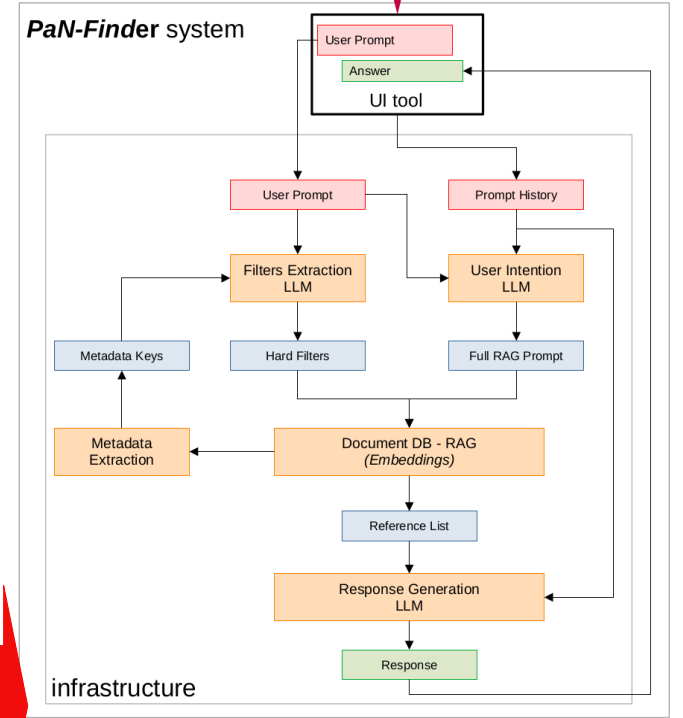 PaN-Finder system
User Prompt
Answer
UI tool
User Prompt
Prompt History
Filters Extraction
LLM
User Intention
LLM
Metadata Keys
Hard Filters
Full RAG Prompt
Metadata
Extraction
Document DB - RAG
(Embeddings)
Reference List
Response Generation
LLM
Response
infrastructure